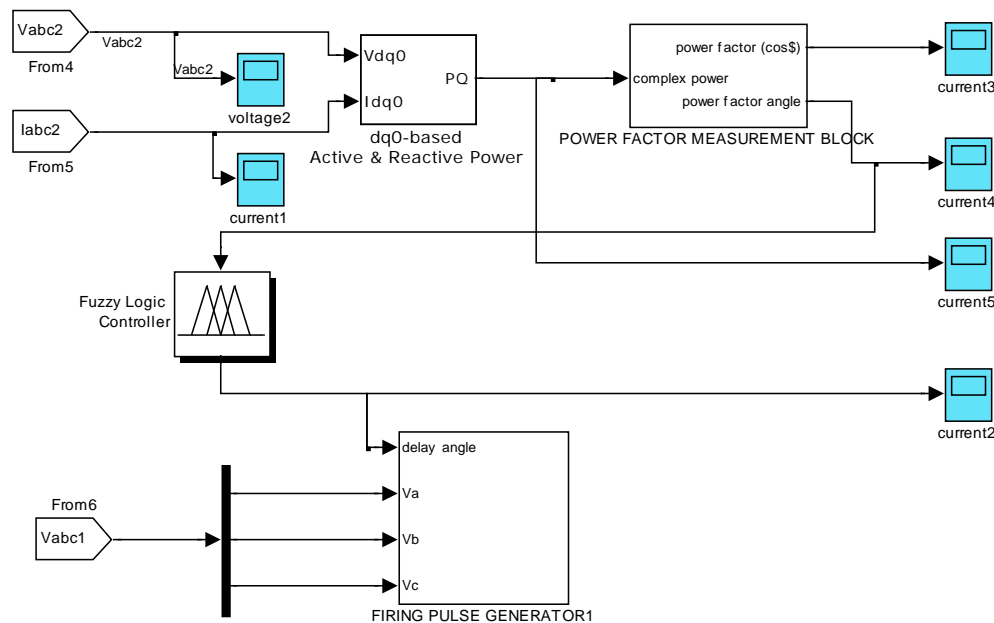 Vabc2
Vabc2
From4
Vabc2
voltage2
Iabc2
From5
current1
Vdq0
Idq0
PQ
dq0-based
Active & Reactive Power
complex power
power factor (cos$)
power factor angle
POWER FACTOR MEASUREMENT BLOCK
current3
current4
current5
Fuzzy Logic
Controller
current2
delay angle
Va
Vb
Vc
FIRING PULSE GENERATOR1
From6
Vabc1